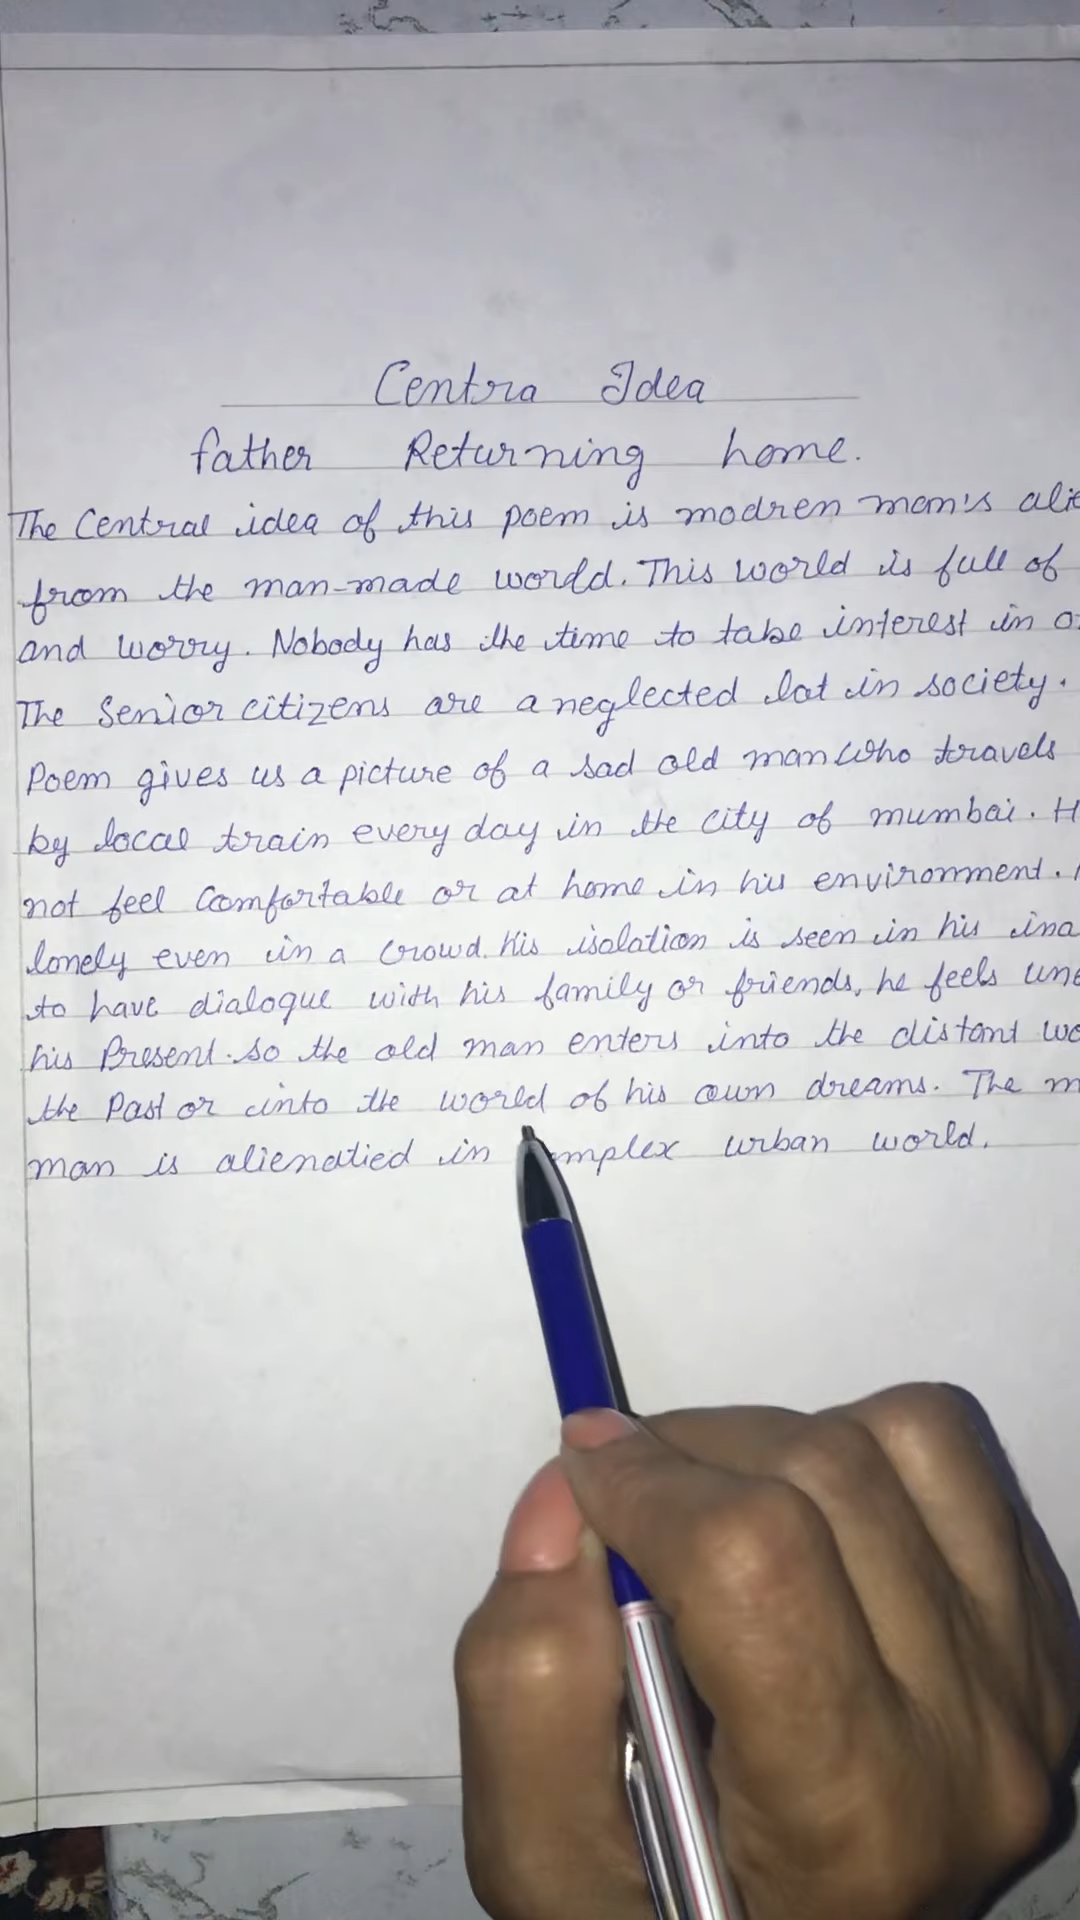 Centra Idea
father Returning home.
The Central idea of this poem is modren man's
from the man-made world. This world is full of
and worry. Nobody has the time to take interest in
The Senior citizens are a neglected lot in society.
Poem gives us a picture of a sad old man who travels
by local train every day in the city of mumbai.
not feel Comfortable or at home in his environment.
lonely even in a crowd. His isolation is seen in his
to have dialogue with his family or friends, he feels
his Present. So the old man enters into the distant
the Past or into the world of his own dreams. The
man is alienatied in urban world.